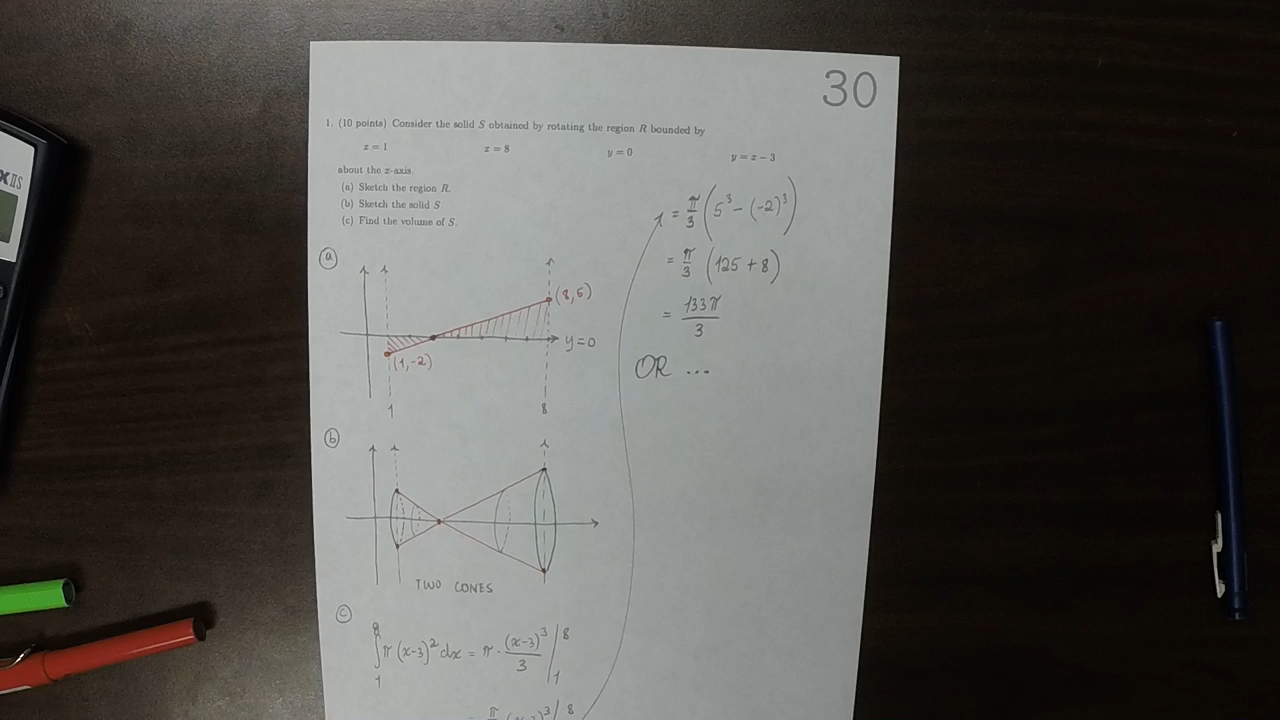 30
1. (10 points) Consider the solid S obtained by rotating the region R bounded by
x = 1 x = 8 y = 0 y = x − 3
about the x-axis.
(a) Sketch the region R.
(b) Sketch the solid S.
(c) Find the volume of S.
(a)
(8,5)
y=0
(1,-2)
1 8
(b)
TWO CONES
(c)
∫₁⁸ π (x-3)² dx = π · (x-3)³/3 |₁⁸
= π/3 (5³ - (-2)³)
= π/3 (125 + 8)
= 133π/3
OR ...
IIS